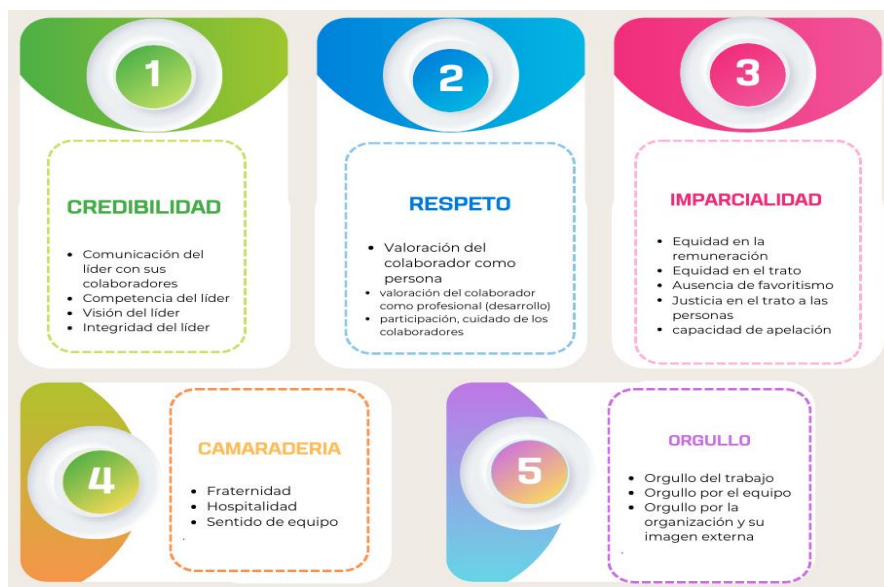 1
CREDIBILIDAD
• Comunicación del
líder con sus
colaboradores
• Competencia del líder
• Visión del líder
• Integridad del líder
2
RESPETO
• Valoración del
colaborador como
persona
• valoración del colaborador
como profesional (desarrollo)
• participación, cuidado de los
colaboradores
3
IMPARCIALIDAD
• Equidad en la
remuneración
• Equidad en el trato
• Ausencia de favoritismo
• Justicia en el trato a las
personas
• capacidad de apelación
4
CAMARADERIA
• Fraternidad
• Hospitalidad
• Sentido de equipo
.
5
ORGULLO
• Orgullo del trabajo
• Orgullo por el equipo
• Orgullo por la
organización y su
imagen externa
.